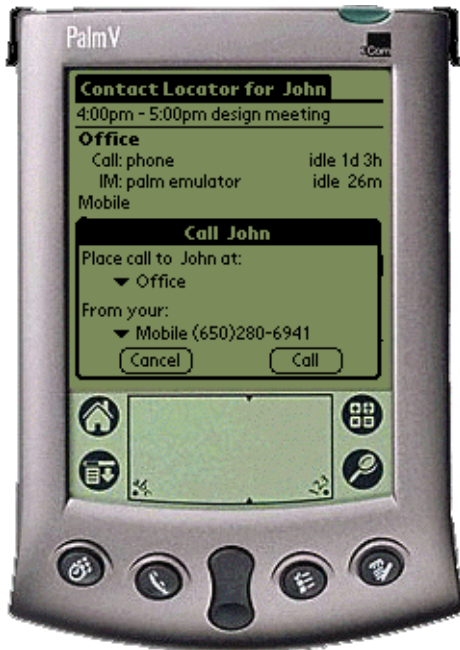 PalmV
3Com
Contact Locator for John
4:00pm - 5:00pm design meeting
Office
Call: phone idle 1d 3h
IM: palm emulator idle 26m
Mobile
Call John
Place call to John at:
Office
From your:
Mobile (650)280-6941
Cancel Call